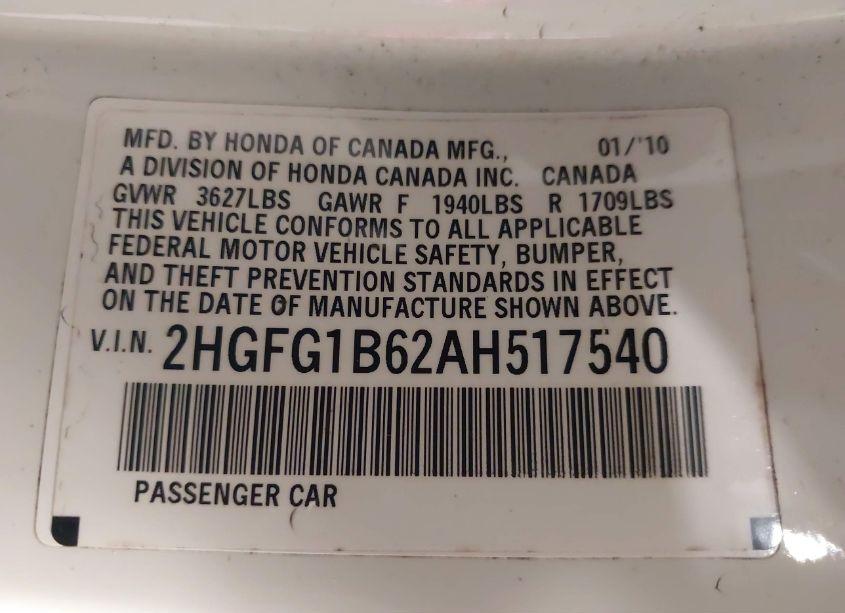 MFD. BY HONDA OF CANADA MFG., 01/'10
A DIVISION OF HONDA CANADA INC. CANADA
GVWR 3627LBS GAWR F 1940LBS R 1709LBS
THIS VEHICLE CONFORMS TO ALL APPLICABLE
FEDERAL MOTOR VEHICLE SAFETY, BUMPER,
AND THEFT PREVENTION STANDARDS IN EFFECT
ON THE DATE OF MANUFACTURE SHOWN ABOVE.
V.I.N. 2HGFG1B62AH517540
PASSENGER CAR